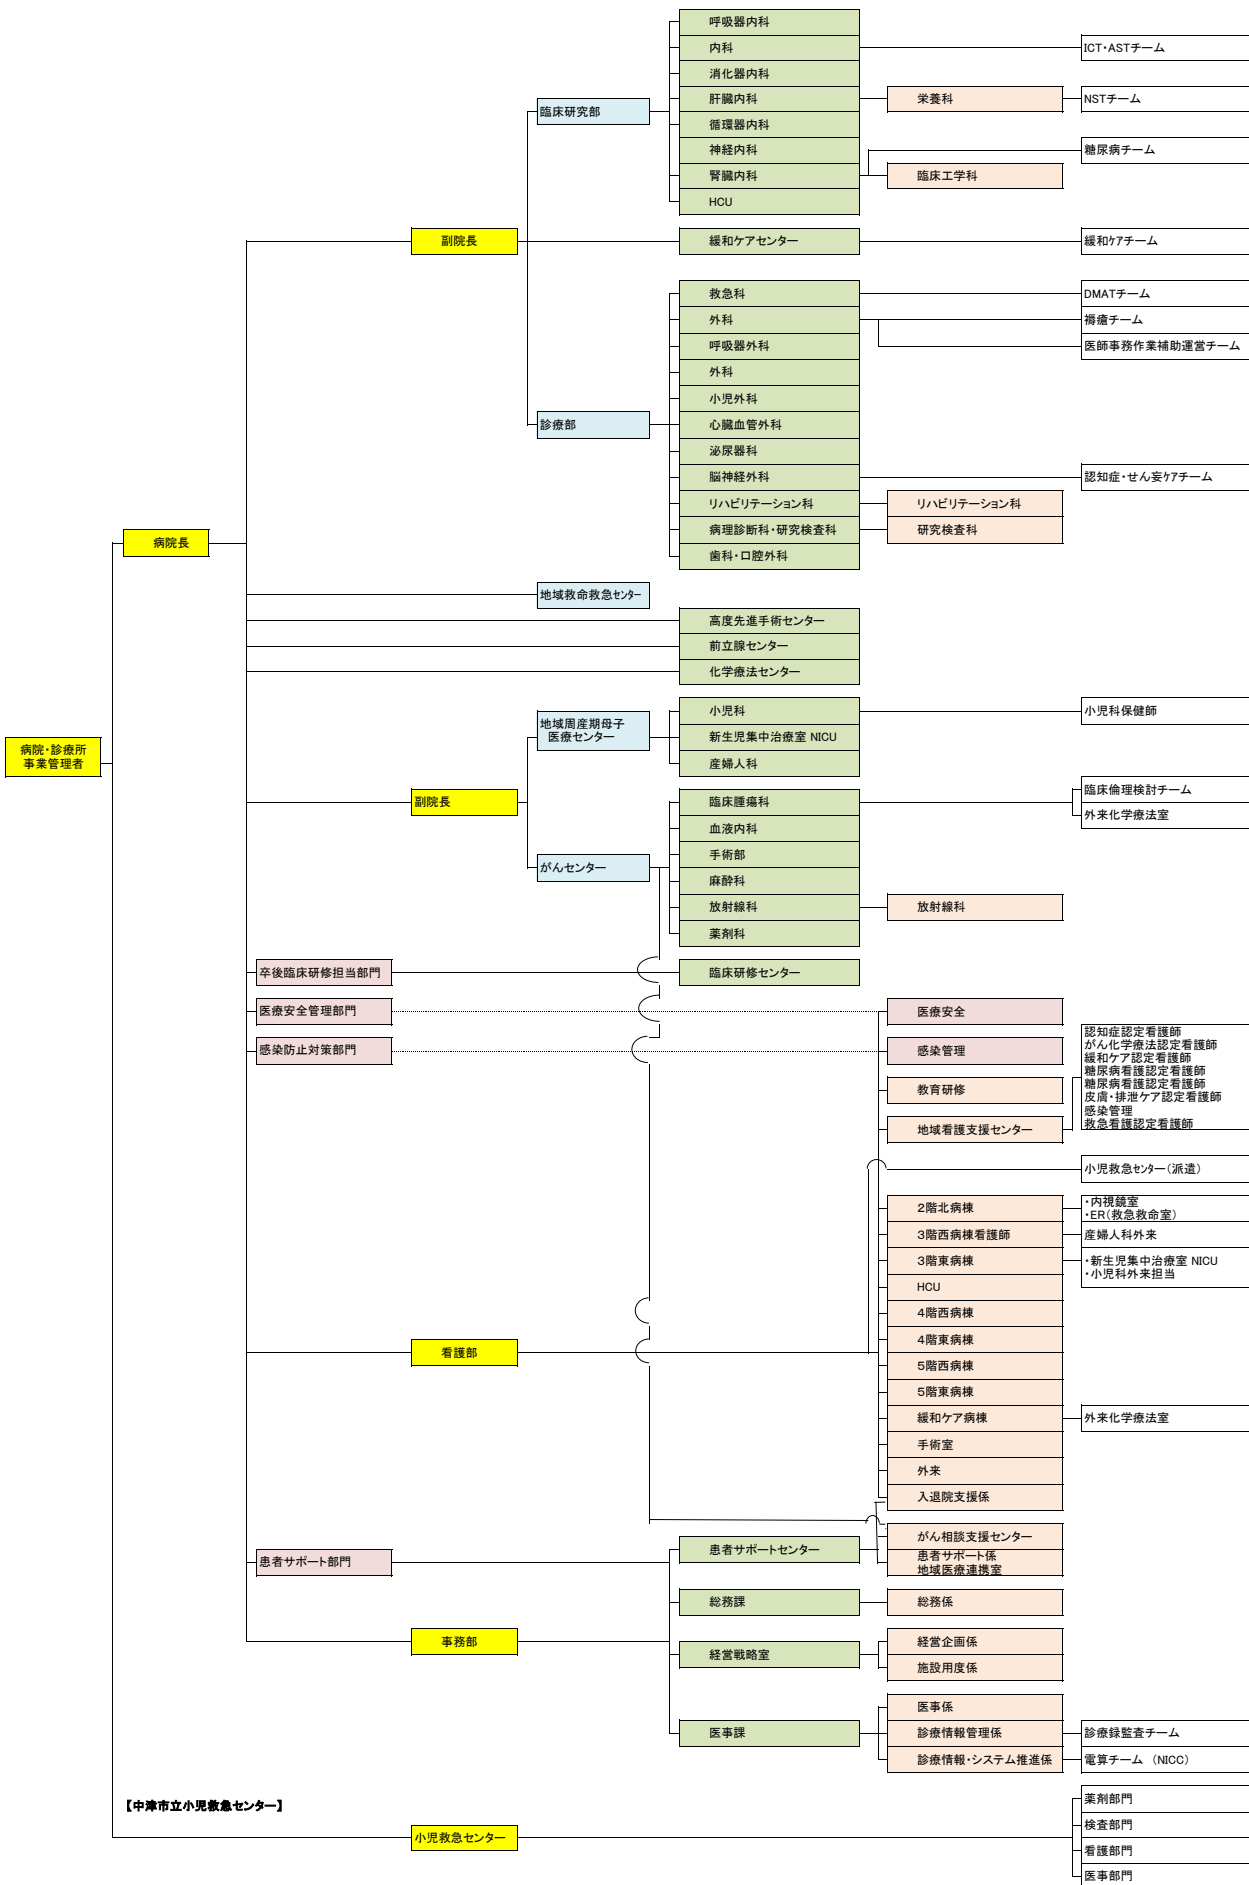 呼吸器内科
内科
ICT・ASTチーム
消化器内科
肝臓内科
栄養科
NSTチーム
臨床研究部
循環器内科
神経内科
糖尿病チーム
腎臓内科
臨床工学科
HCU
副院長
緩和ケアセンター
緩和ケアチーム
救急科
DMATチーム
外科
褥瘡チーム
呼吸器外科
医師事務作業補助運営チーム
外科
小児外科
診療部
心臓血管外科
泌尿器科
脳神経外科
認知症・せん妄ケアチーム
リハビリテーション科
リハビリテーション科
病理診断科・研究検査科
研究検査科
歯科・口腔外科
病院長
地域救命救急センター
高度先進手術センター
前立腺センター
化学療法センター
小児科
小児科保健師
地域周産期母子
医療センター
新生児集中治療室 NICU
産婦人科
病院・診療所
事業管理者
副院長
臨床腫瘍科
臨床倫理検討チーム
外来化学療法室
血液内科
手術部
がんセンター
麻酔科
放射線科
放射線科
薬剤科
卒後臨床研修担当部門
臨床研修センター
医療安全管理部門
医療安全
感染防止対策部門
感染管理
教育研修
地域看護支援センター
認知症認定看護師
がん化学療法認定看護師
緩和ケア認定看護師
糖尿病看護認定看護師
糖尿病看護認定看護師
皮膚・排泄ケア認定看護師
感染管理
救急看護認定看護師
小児救急センター(派遣)
2階北病棟
・内視鏡室
・ER(救急救命室)
3階西病棟看護師
産婦人科外来
3階東病棟
・新生児集中治療室 NICU
・小児科外来担当
HCU
4階西病棟
4階東病棟
看護部
5階西病棟
5階東病棟
緩和ケア病棟
外来化学療法室
手術室
外来
入退院支援係
がん相談支援センター
患者サポート部門
患者サポートセンター
患者サポート係
地域医療連携室
総務課
総務係
事務部
経営戦略室
経営企画係
施設用度係
医事課
医事係
診療情報管理係
診療録監査チーム
診療情報・システム推進係
電算チーム (NICC)
【中津市立小児救急センター】
小児救急センター
薬剤部門
検査部門
看護部門
医事部門